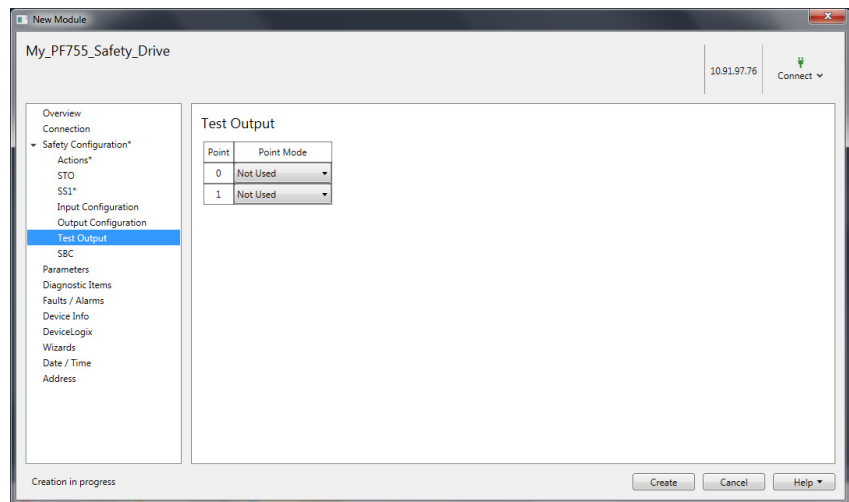 New Module
My_PF755_Safety_Drive
10.91.97.76
Connect
Overview
Connection
Safety Configuration*
Actions*
STO
SS1*
Input Configuration
Output Configuration
Test Output
SBC
Parameters
Diagnostic Items
Faults / Alarms
Device Info
DeviceLogix
Wizards
Date / Time
Address
Test Output
Point Point Mode
0 Not Used
1 Not Used
Creation in progress
Create Cancel Help